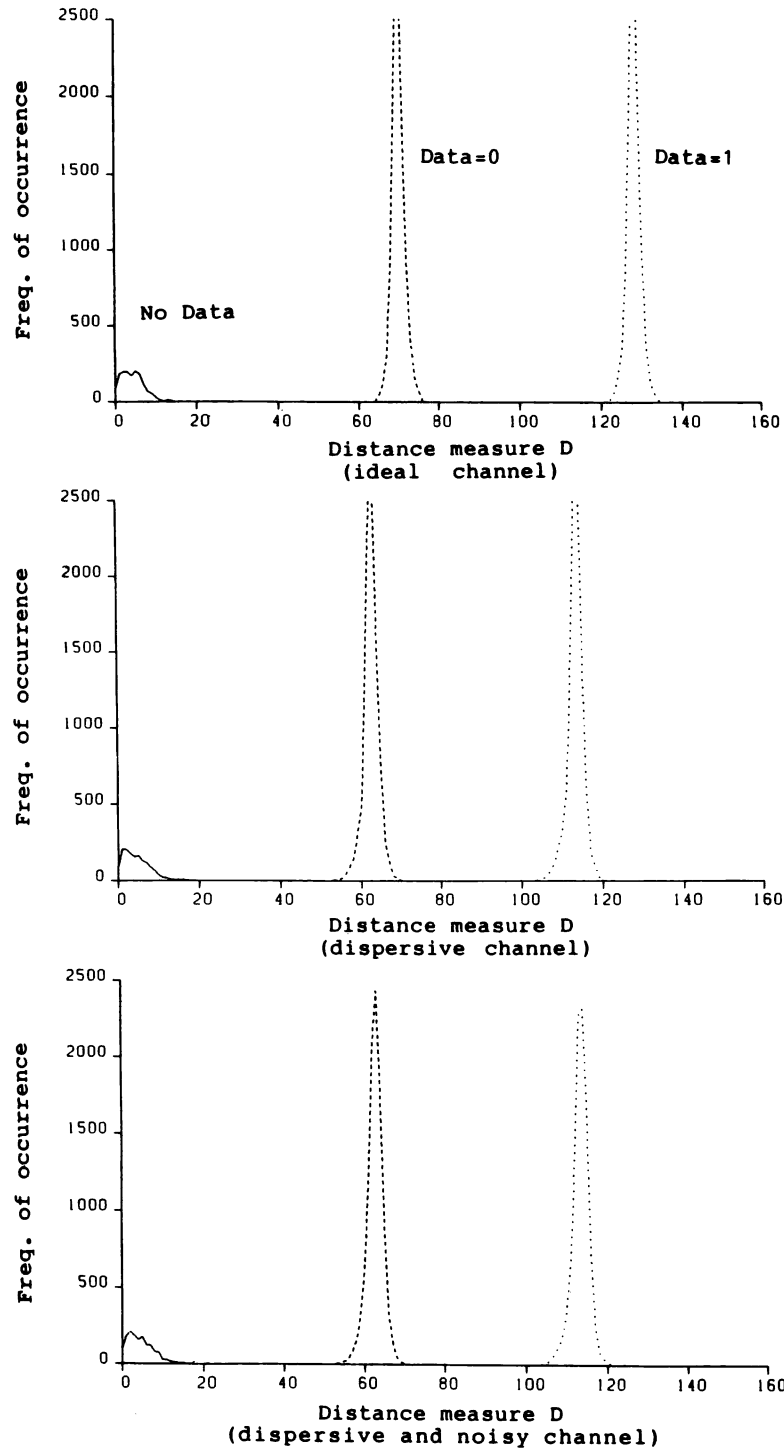 2500
2000
1500
1000
500
0
Freq. of occurrence
Data=0
Data=1
No Data
0 20 40 60 80 100 120 140 160
Distance measure D
(ideal channel)
2500
2000
1500
1000
500
0
Freq. of occurrence
0 20 40 60 80 100 120 140 160
Distance measure D
(dispersive channel)
2500
2000
1500
1000
500
0
Freq. of occurrence
0 20 40 60 80 100 120 140 160
Distance measure D
(dispersive and noisy channel)